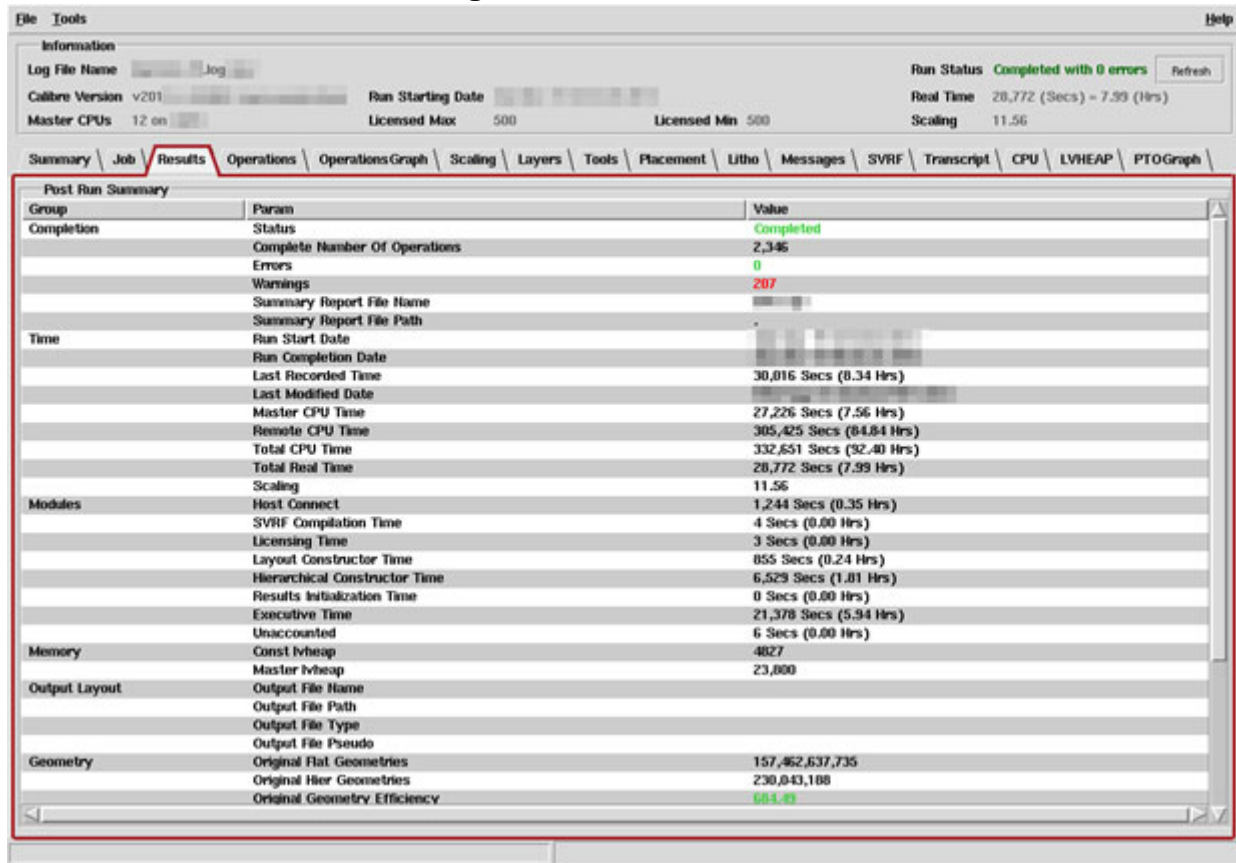 File Tools Help
Information
Log File Name .log Run Status Completed with 0 errors Refresh
Calibre Version v201 Run Starting Date Real Time 28,772 (Secs) = 7.99 (Hrs)
Master CPUs 12 on Licensed Max 500 Licensed Min 500 Scaling 11.56
Summary Job Results Operations OperationsGraph Scaling Layers Tools Placement Litho Messages SVRF Transcript CPU LVHEAP PTOGraph
Post Run Summary
Group Param Value
Completion Status Completed
Complete Number Of Operations 2,346
Errors 0
Warnings 207
Summary Report File Name
Summary Report File Path .
Time Run Start Date
Run Completion Date
Last Recorded Time 30,016 Secs (8.34 Hrs)
Last Modified Date
Master CPU Time 27,226 Secs (7.56 Hrs)
Remote CPU Time 305,425 Secs (84.84 Hrs)
Total CPU Time 332,651 Secs (92.40 Hrs)
Total Real Time 28,772 Secs (7.99 Hrs)
Scaling 11.56
Modules Host Connect 1,244 Secs (0.35 Hrs)
SVRF Compilation Time 4 Secs (0.00 Hrs)
Licensing Time 3 Secs (0.00 Hrs)
Layout Constructor Time 855 Secs (0.24 Hrs)
Hierarchical Constructor Time 6,529 Secs (1.81 Hrs)
Results Initialization Time 0 Secs (0.00 Hrs)
Executive Time 21,378 Secs (5.94 Hrs)
Unaccounted 6 Secs (0.00 Hrs)
Memory Const lvheap 4827
Master lvheap 23,800
Output Layout Output File Name
Output File Path
Output File Type
Output File Pseudo
Geometry Original Flat Geometries 157,462,637,735
Original Hier Geometries 230,043,188
Original Geometry Efficiency 684.49